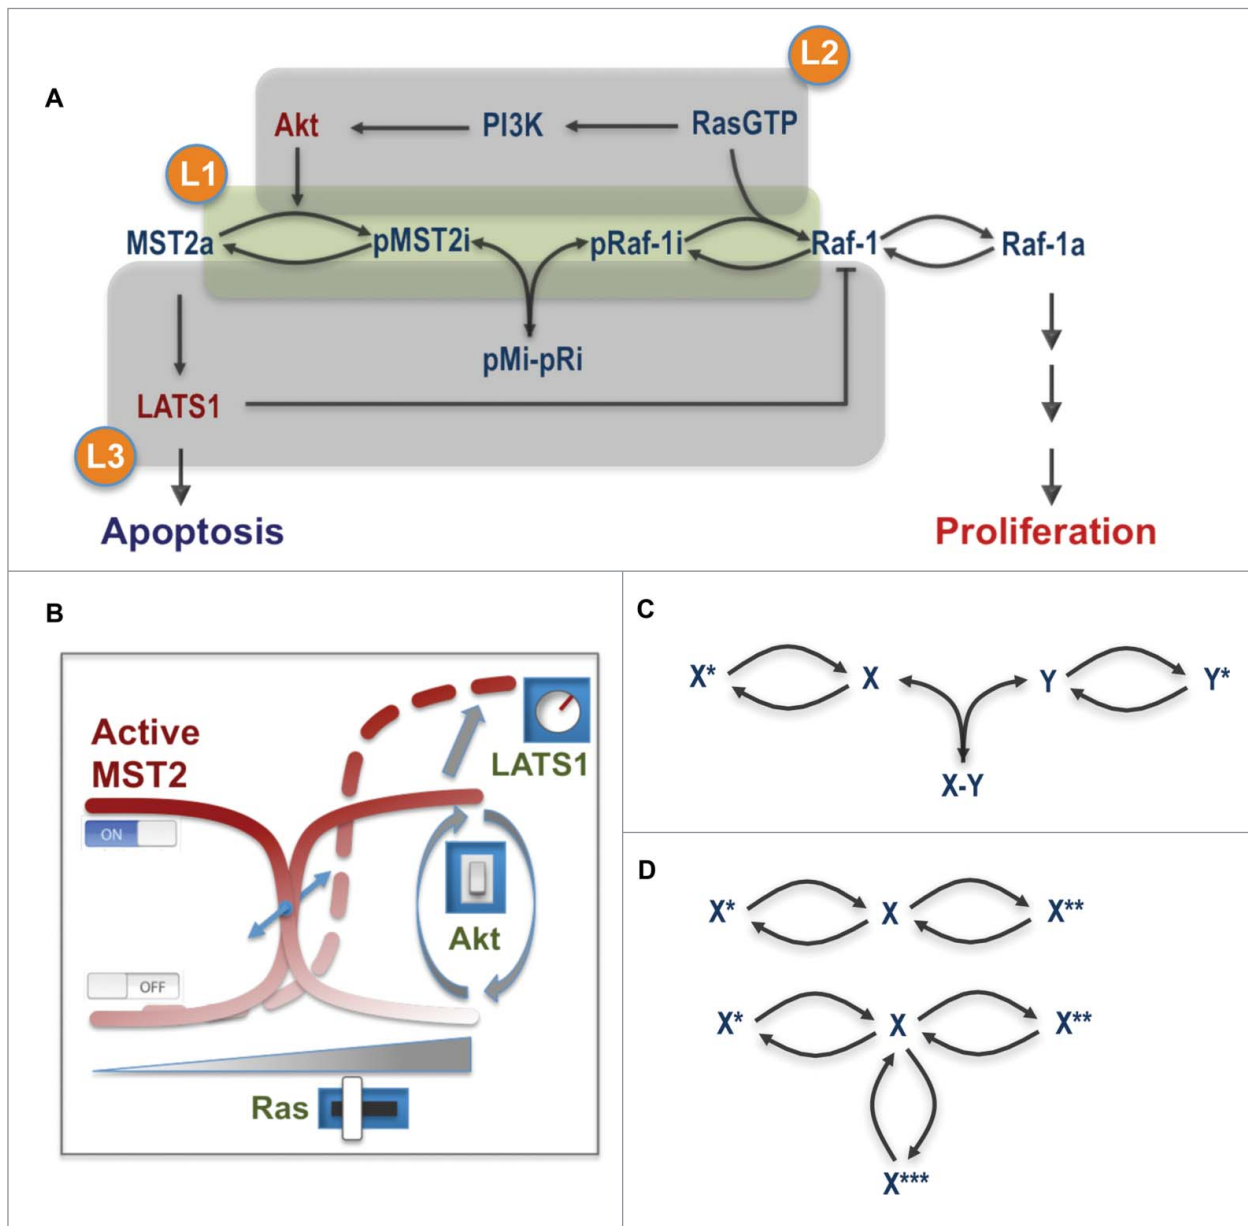 A
L2
Akt
PI3K
RasGTP
L1
MST2a
pMST2i
pRaf-1i
Raf-1
Raf-1a
pMi-pRi
LATS1
L3
Apoptosis
Proliferation
B
Active
MST2
LATS1
ON
Akt
OFF
Ras
C
X*
X
Y
Y*
X-Y
D
X*
X
X**
X*
X
X**
X***